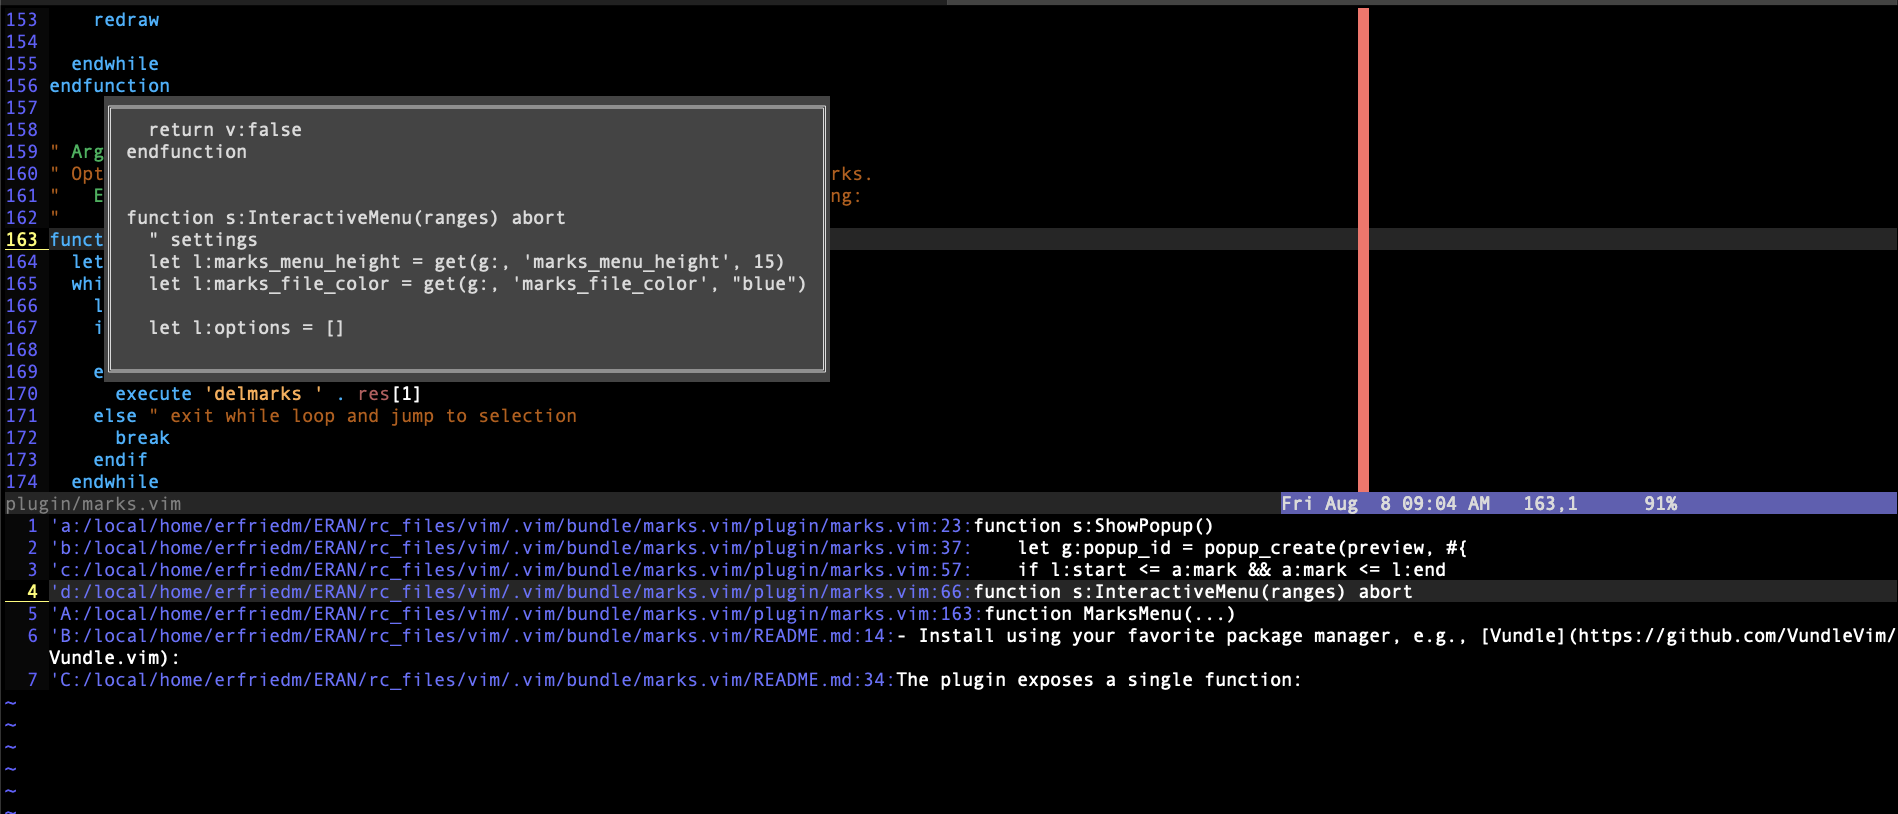 153     redraw
154
155   endwhile
156 endfunction
157
158
159 " Arg
160 " Opt rks.
161 "   E ng:
162 "
163 funct
164   let
165   whi
166     l
167     i
168
169     e
return v:false
endfunction
function s:InteractiveMenu(ranges) abort
" settings
let l:marks_menu_height = get(g:, 'marks_menu_height', 15)
let l:marks_file_color = get(g:, 'marks_file_color', "blue")
let l:options = []
170       execute 'delmarks ' . res[1]
171     else " exit while loop and jump to selection
172       break
173     endif
174   endwhile
plugin/marks.vim Fri Aug  8 09:04 AM   163,1      91%
1 'a:/local/home/erfriedm/ERAN/rc_files/vim/.vim/bundle/marks.vim/plugin/marks.vim:23:function s:ShowPopup()
2 'b:/local/home/erfriedm/ERAN/rc_files/vim/.vim/bundle/marks.vim/plugin/marks.vim:37:    let g:popup_id = popup_create(preview, #{
3 'c:/local/home/erfriedm/ERAN/rc_files/vim/.vim/bundle/marks.vim/plugin/marks.vim:57:    if l:start <= a:mark && a:mark <= l:end
4 'd:/local/home/erfriedm/ERAN/rc_files/vim/.vim/bundle/marks.vim/plugin/marks.vim:66:function s:InteractiveMenu(ranges) abort
5 'A:/local/home/erfriedm/ERAN/rc_files/vim/.vim/bundle/marks.vim/plugin/marks.vim:163:function MarksMenu(...)
6 'B:/local/home/erfriedm/ERAN/rc_files/vim/.vim/bundle/marks.vim/README.md:14:- Install using your favorite package manager, e.g., [Vundle](https://github.com/VundleVim/
Vundle.vim):
7 'C:/local/home/erfriedm/ERAN/rc_files/vim/.vim/bundle/marks.vim/README.md:34:The plugin exposes a single function:
~
~
~
~
~
~